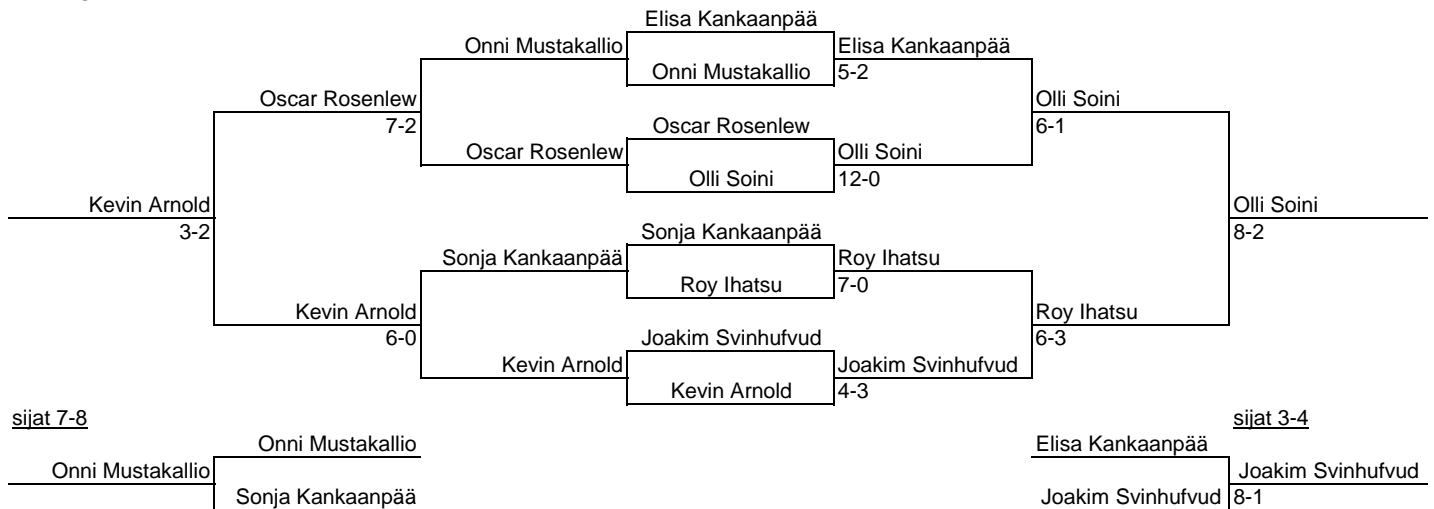 Elisa Kankaanpää
Onni Mustakallio Elisa Kankaanpää
Onni Mustakallio 5-2
Oscar Rosenlew Olli Soini
7-2 Oscar Rosenlew 6-1
Oscar Rosenlew Olli Soini
Olli Soini 12-0
Kevin Arnold Olli Soini
3-2 Sonja Kankaanpää 8-2
Sonja Kankaanpää Roy Ihatsu
Roy Ihatsu 7-0
Kevin Arnold Roy Ihatsu
6-0 Joakim Svinhufvud 6-3
Kevin Arnold Joakim Svinhufvud
Kevin Arnold 4-3
sijat 7-8 sijat 3-4
Onni Mustakallio Elisa Kankaanpää
Onni Mustakallio Joakim Svinhufvud
Sonja Kankaanpää Joakim Svinhufvud 8-1